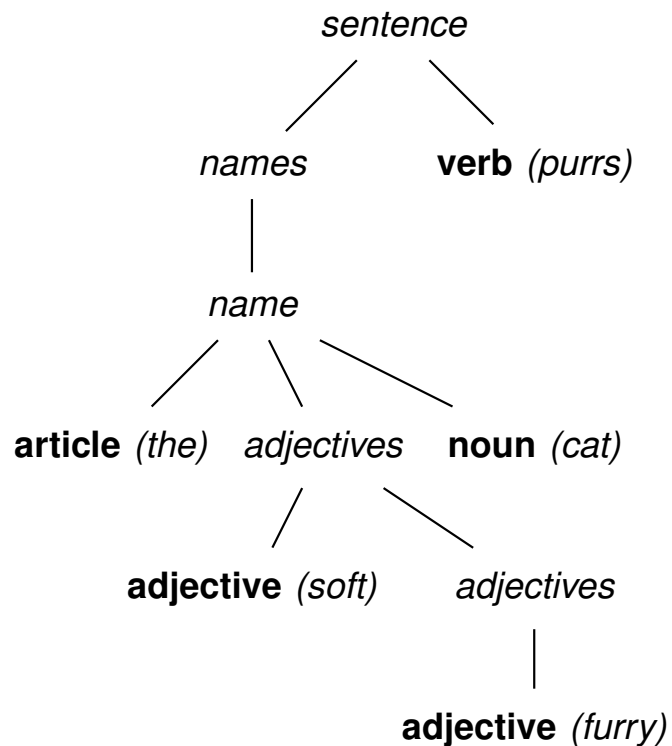 sentence
names verb (purrs)
name
article (the) adjectives noun (cat)
adjective (soft) adjectives
adjective (furry)